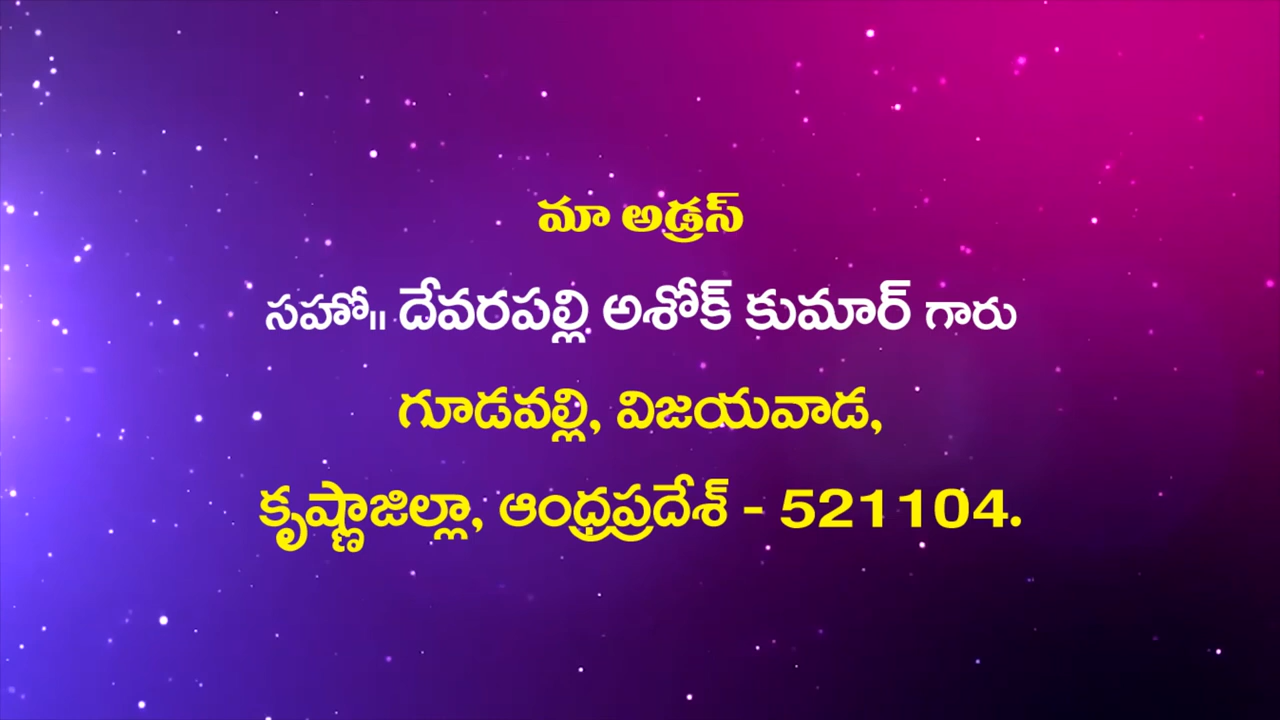 మా అడ్రస్
సహో॥ దేవరపల్లి అశోక్ కుమార్ గారు
గూడవల్లి, విజయవాడ,
కృష్ణాజిల్లా, ఆంధ్రప్రదేశ్ - 521104.